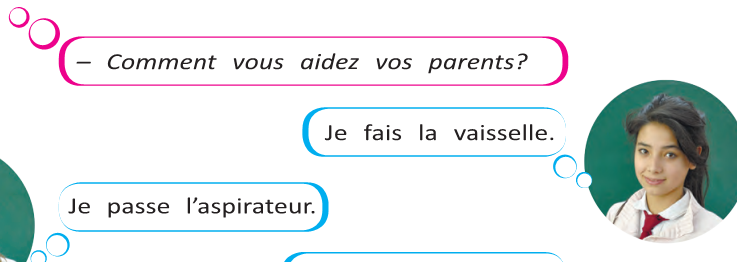 – Comment vous aidez vos parents?
Je fais la vaisselle.
Je passe l'aspirateur.